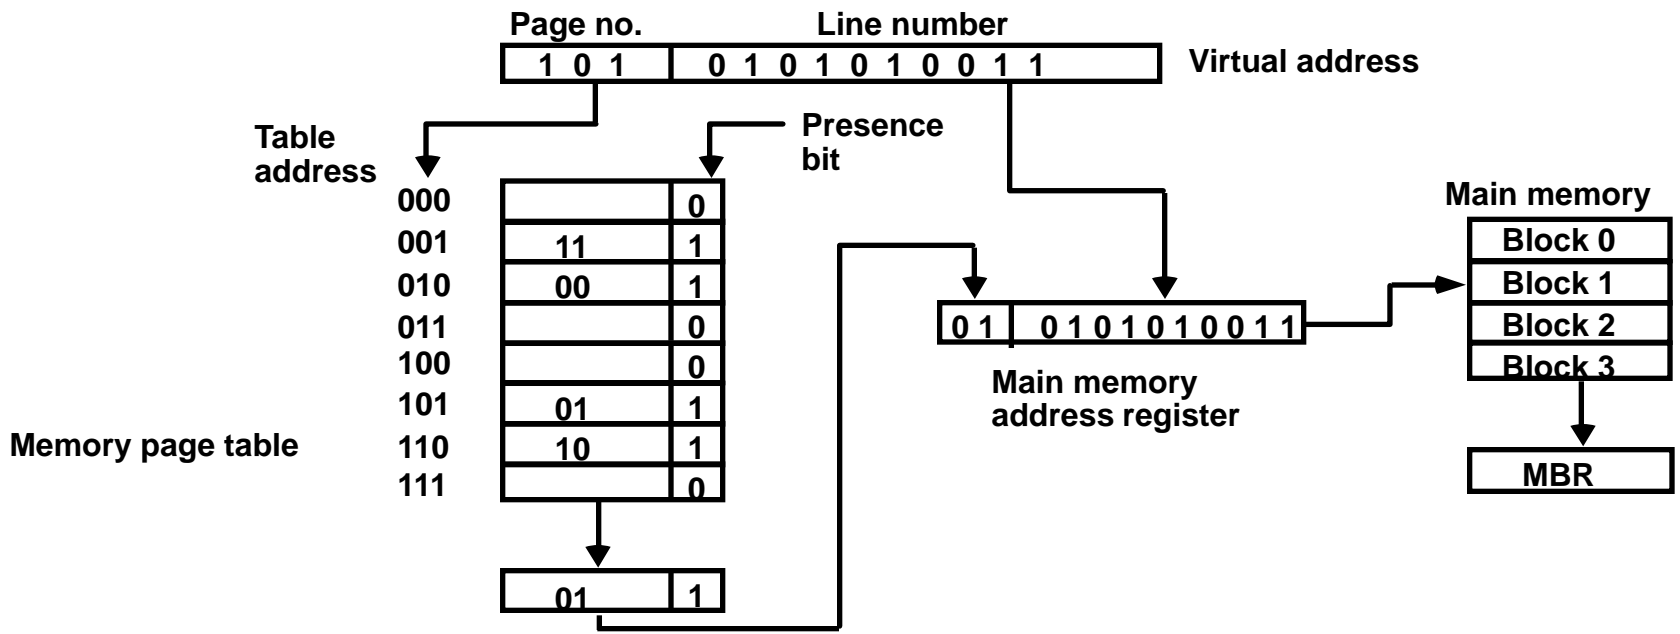 Page no. Line number
1 0 1 0 1 0 1 0 1 0 0 1 1 Virtual address
Table
address
Presence
bit
000 0
001 11 1
010 00 1
011 0
100 0
101 01 1
110 10 1
111 0
Memory page table
01 1
0 1 0 1 0 1 0 1 0 0 1 1
Main memory
address register
Main memory
Block 0
Block 1
Block 2
Block 3
MBR